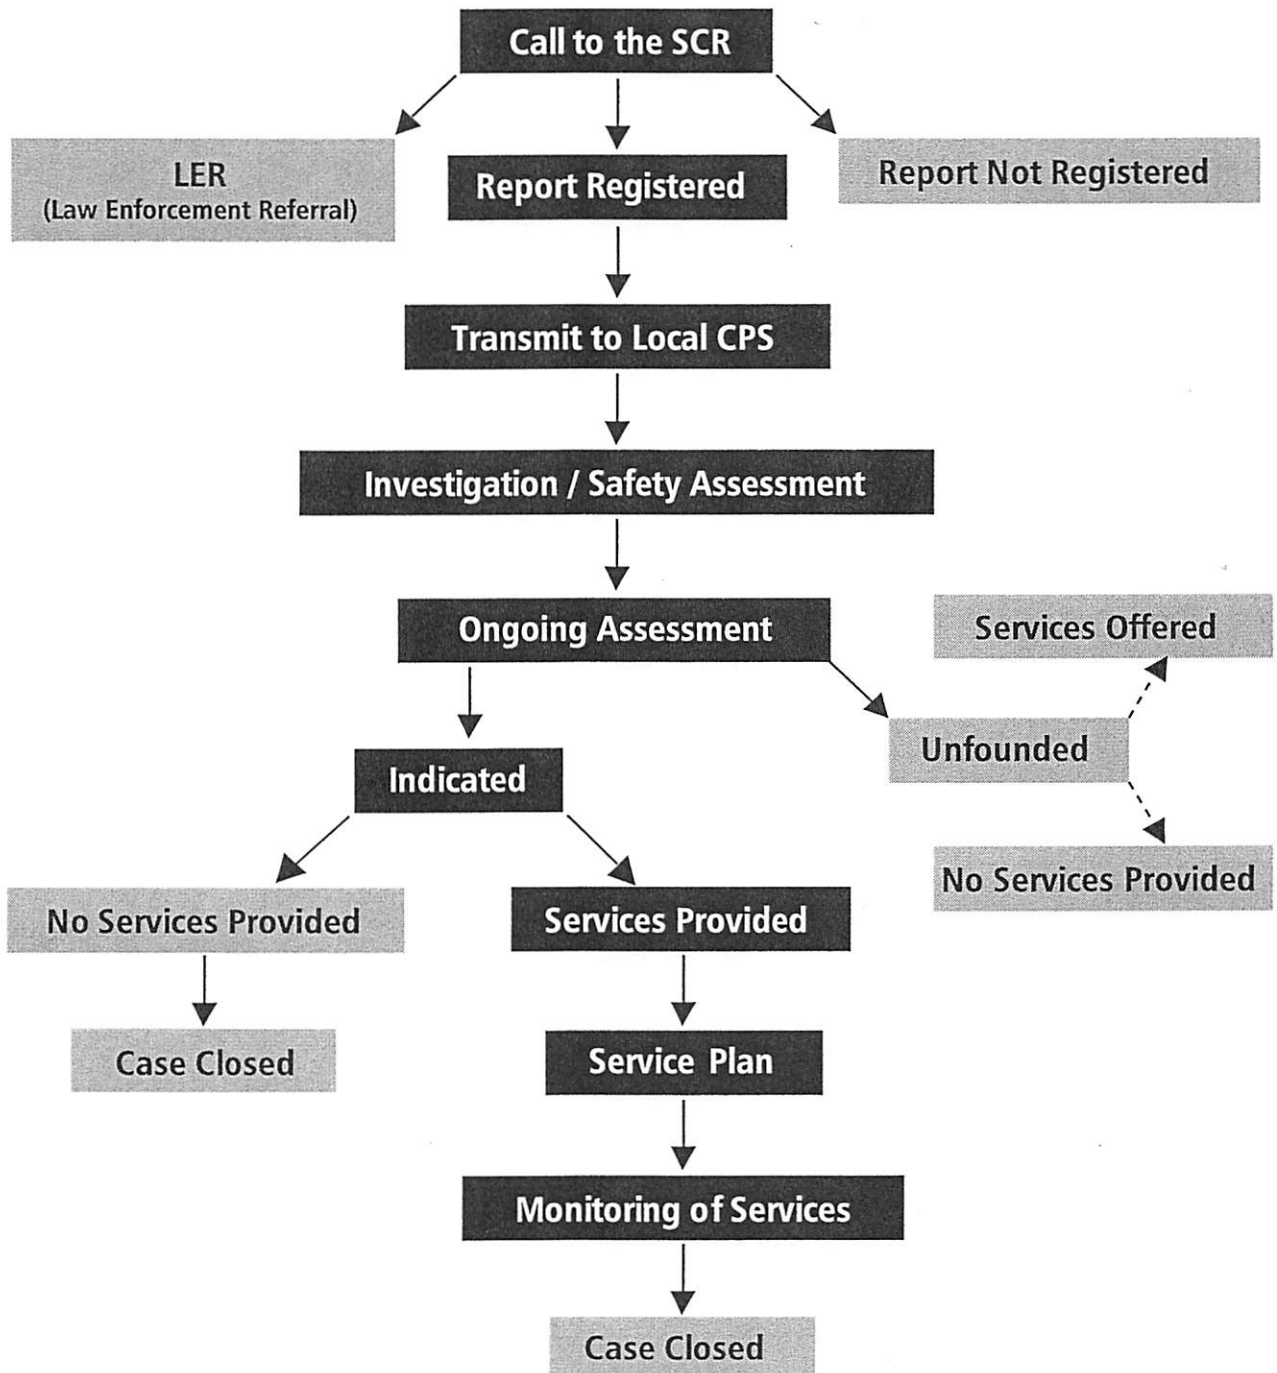 Call to the SCR
LER
(Law Enforcement Referral)
Report Registered
Report Not Registered
Transmit to Local CPS
Investigation / Safety Assessment
Ongoing Assessment
Services Offered
Unfounded
Indicated
No Services Provided
No Services Provided
Services Provided
Case Closed
Service Plan
Monitoring of Services
Case Closed